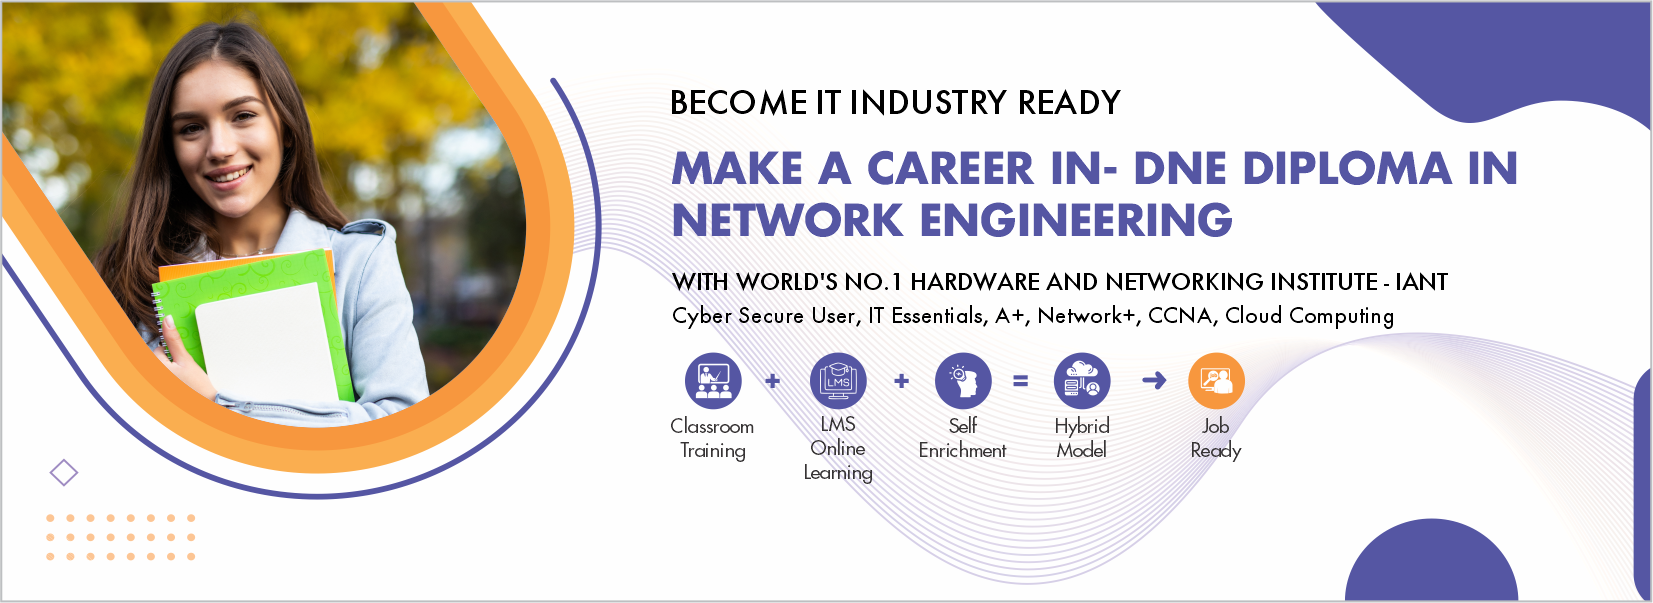 BECOME IT INDUSTRY READY
MAKE A CAREER IN- DNE DIPLOMA IN
NETWORK ENGINEERING
WITH WORLD'S NO.1 HARDWARE AND NETWORKING INSTITUTE - IANT
Cyber Secure User, IT Essentials, A+, Network+, CCNA, Cloud Computing
LMS
+ + = →
Classroom
Training
LMS
Online
Learning
Self
Enrichment
Hybrid
Model
Job
Ready